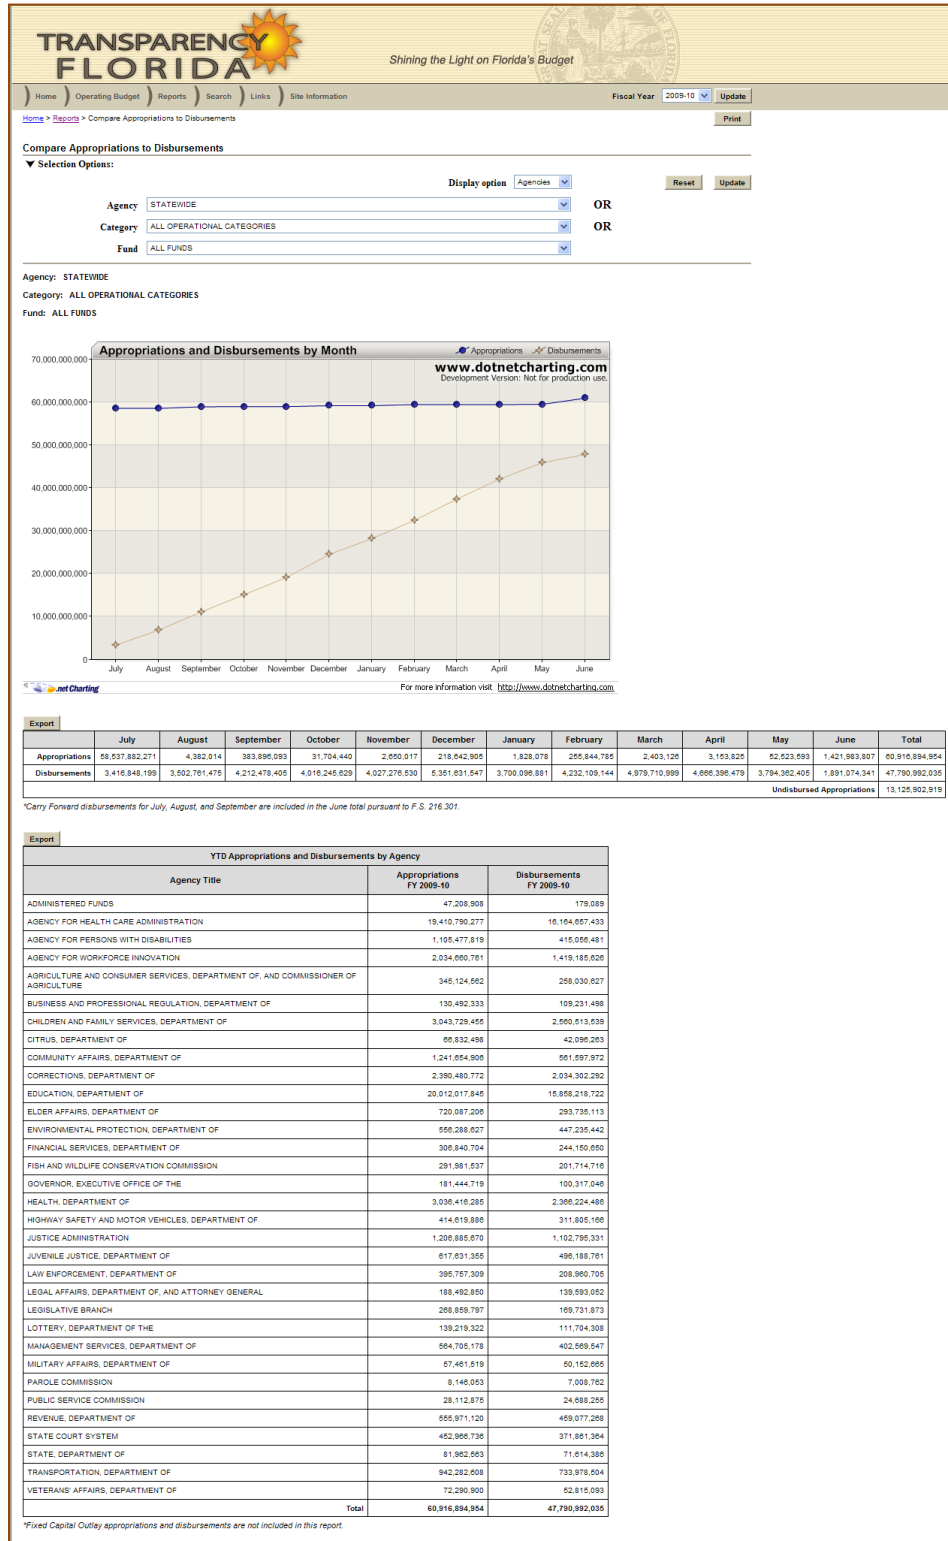 TRANSPARENCY
FLORIDA
Shining the Light on Florida's Budget
Home Operating Budget Reports Search Links Site Information Fiscal Year 2009-10 Update
Home > Reports > Compare Appropriations to Disbursements Print
Compare Appropriations to Disbursements
Selection Options:
Display option Agencies Reset Update
Agency STATEWIDE OR
Category ALL OPERATIONAL CATEGORIES OR
Fund ALL FUNDS
Agency: STATEWIDE
Category: ALL OPERATIONAL CATEGORIES
Fund: ALL FUNDS
Appropriations and Disbursements by Month Appropriations Disbursements
www.dotnetcharting.com
Development Version: Not for production use.
70,000,000,000
60,000,000,000
50,000,000,000
40,000,000,000
30,000,000,000
20,000,000,000
10,000,000,000
0
July August September October November December January February March April May June
.net Charting For more information visit http://www.dotnetcharting.com
Export
July August September October November December January February March April May June Total
Appropriations 58,537,882,271 4,382,014 383,896,093 31,704,440 2,650,017 218,642,905 1,828,078 255,844,785 2,403,126 3,153,825 52,523,593 1,421,983,807 60,916,894,954
Disbursements 3,416,848,199 3,502,761,475 4,212,478,405 4,016,245,629 4,027,276,530 5,351,631,547 3,700,096,881 4,232,109,144 4,979,710,999 4,666,396,479 3,794,362,405 1,891,074,341 47,790,992,035
Undisbursed Appropriations 13,125,902,919
*Carry Forward disbursements for July, August, and September are included in the June total pursuant to F.S. 216.301.
Export
YTD Appropriations and Disbursements by Agency
Agency Title Appropriations FY 2009-10 Disbursements FY 2009-10
ADMINISTERED FUNDS 47,208,908 179,089
AGENCY FOR HEALTH CARE ADMINISTRATION 19,410,790,277 16,164,657,433
AGENCY FOR PERSONS WITH DISABILITIES 1,105,477,819 415,056,481
AGENCY FOR WORKFORCE INNOVATION 2,034,660,761 1,419,185,626
AGRICULTURE AND CONSUMER SERVICES, DEPARTMENT OF, AND COMMISSIONER OF
AGRICULTURE 345,124,562 258,030,627
BUSINESS AND PROFESSIONAL REGULATION, DEPARTMENT OF 130,492,333 109,231,498
CHILDREN AND FAMILY SERVICES, DEPARTMENT OF 3,043,729,455 2,560,513,539
CITRUS, DEPARTMENT OF 66,832,498 42,096,263
COMMUNITY AFFAIRS, DEPARTMENT OF 1,241,654,906 561,597,972
CORRECTIONS, DEPARTMENT OF 2,390,480,772 2,034,302,292
EDUCATION, DEPARTMENT OF 20,012,017,845 15,858,218,722
ELDER AFFAIRS, DEPARTMENT OF 720,087,206 293,735,113
ENVIRONMENTAL PROTECTION, DEPARTMENT OF 556,288,627 447,235,442
FINANCIAL SERVICES, DEPARTMENT OF 306,840,704 244,150,650
FISH AND WILDLIFE CONSERVATION COMMISSION 291,981,537 201,714,716
GOVERNOR, EXECUTIVE OFFICE OF THE 181,444,719 100,317,046
HEALTH, DEPARTMENT OF 3,036,416,285 2,366,224,486
HIGHWAY SAFETY AND MOTOR VEHICLES, DEPARTMENT OF 414,619,886 311,805,166
JUSTICE ADMINISTRATION 1,206,885,670 1,102,795,331
JUVENILE JUSTICE, DEPARTMENT OF 617,631,355 496,188,761
LAW ENFORCEMENT, DEPARTMENT OF 395,757,309 208,960,705
LEGAL AFFAIRS, DEPARTMENT OF, AND ATTORNEY GENERAL 188,492,850 139,593,052
LEGISLATIVE BRANCH 268,859,797 169,731,873
LOTTERY, DEPARTMENT OF THE 139,219,322 111,704,308
MANAGEMENT SERVICES, DEPARTMENT OF 564,705,178 402,569,547
MILITARY AFFAIRS, DEPARTMENT OF 57,461,519 50,152,665
PAROLE COMMISSION 8,146,053 7,008,762
PUBLIC SERVICE COMMISSION 28,112,875 24,688,255
REVENUE, DEPARTMENT OF 555,971,120 459,077,268
STATE COURT SYSTEM 452,966,736 371,861,364
STATE, DEPARTMENT OF 81,962,563 71,614,386
TRANSPORTATION, DEPARTMENT OF 942,282,608 733,978,504
VETERANS' AFFAIRS, DEPARTMENT OF 72,290,900 52,815,093
Total 60,916,894,954 47,790,992,035
*Fixed Capital Outlay appropriations and disbursements are not included in this report.